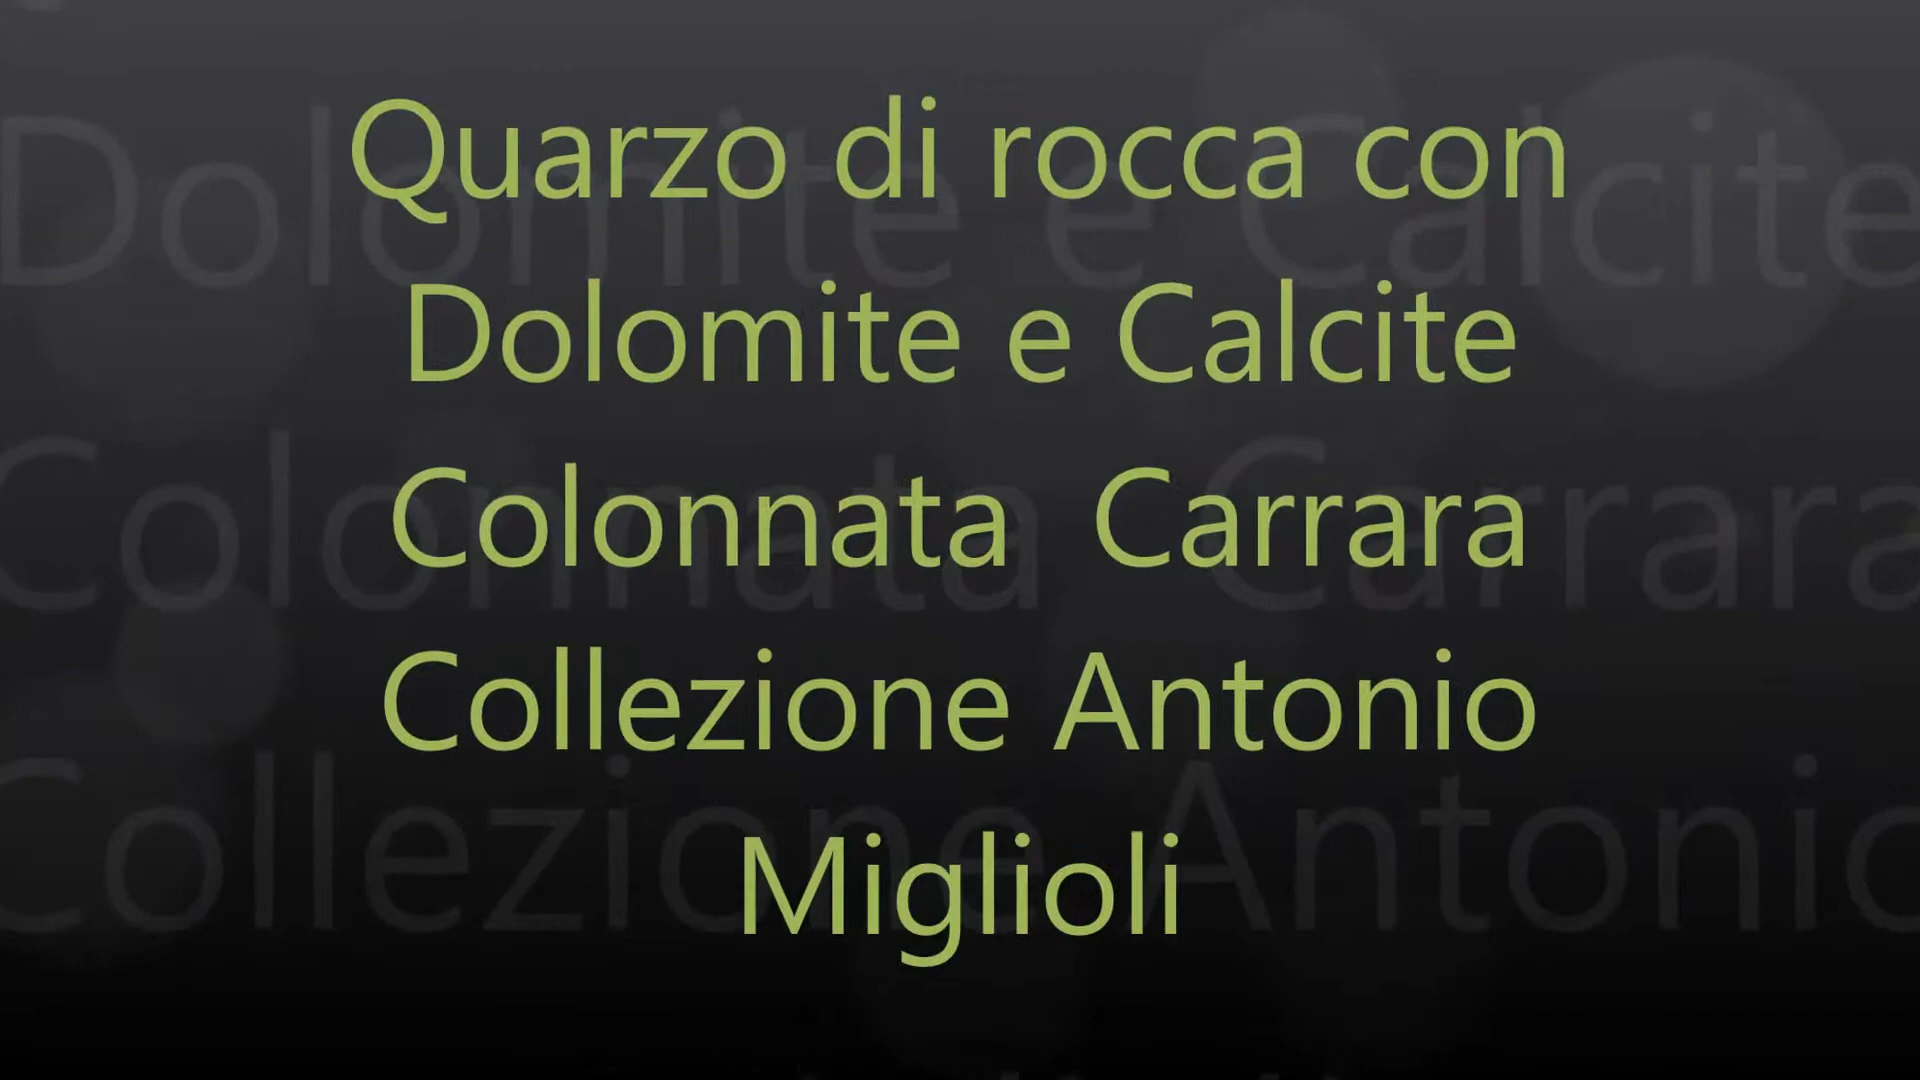 Quarzo di rocca con
Dolomite e Calcite
Colonnata  Carrara
Collezione Antonio
Miglioli